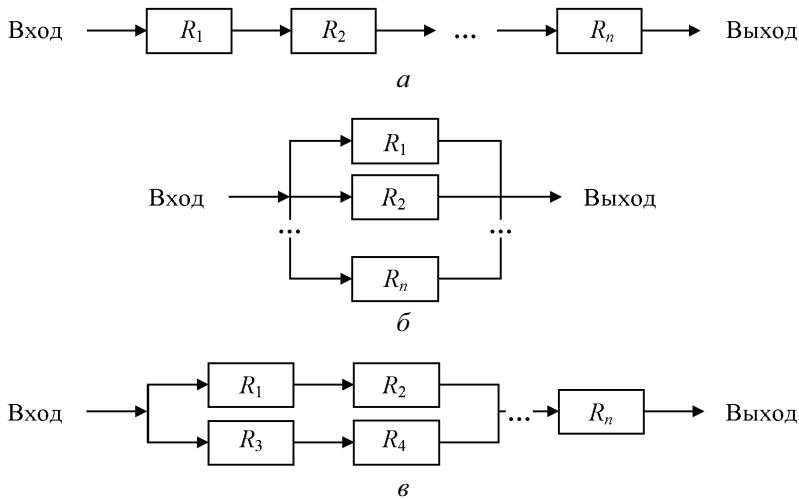 Вход R1 R2 ... Rn Выход
а
R1
Вход R2 Выход
... ...
Rn
б
R1 R2
Вход ... Rn Выход
R3 R4
в